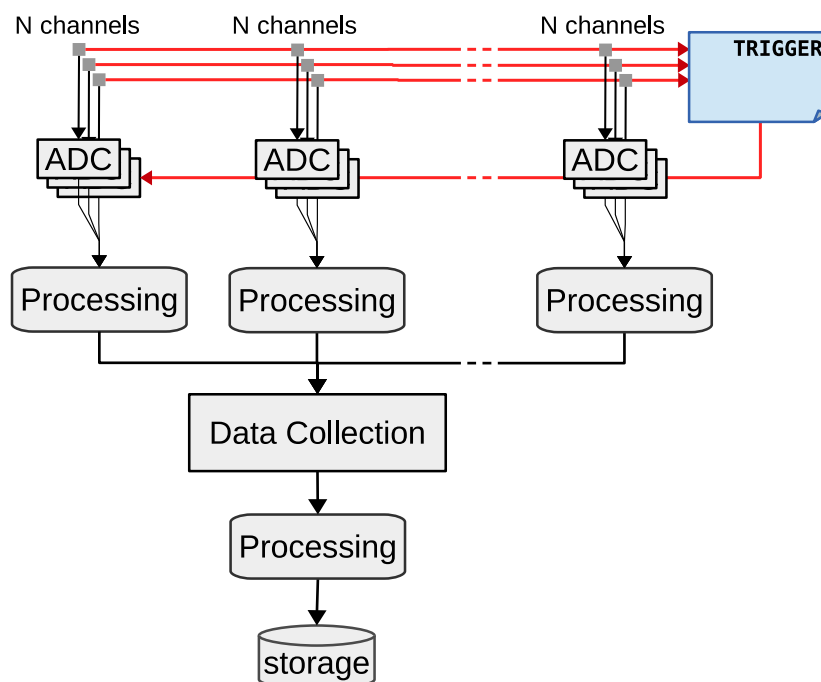 N channels
N channels
N channels
TRIGGER
ADC
ADC
ADC
Processing
Processing
Processing
Data Collection
Processing
storage